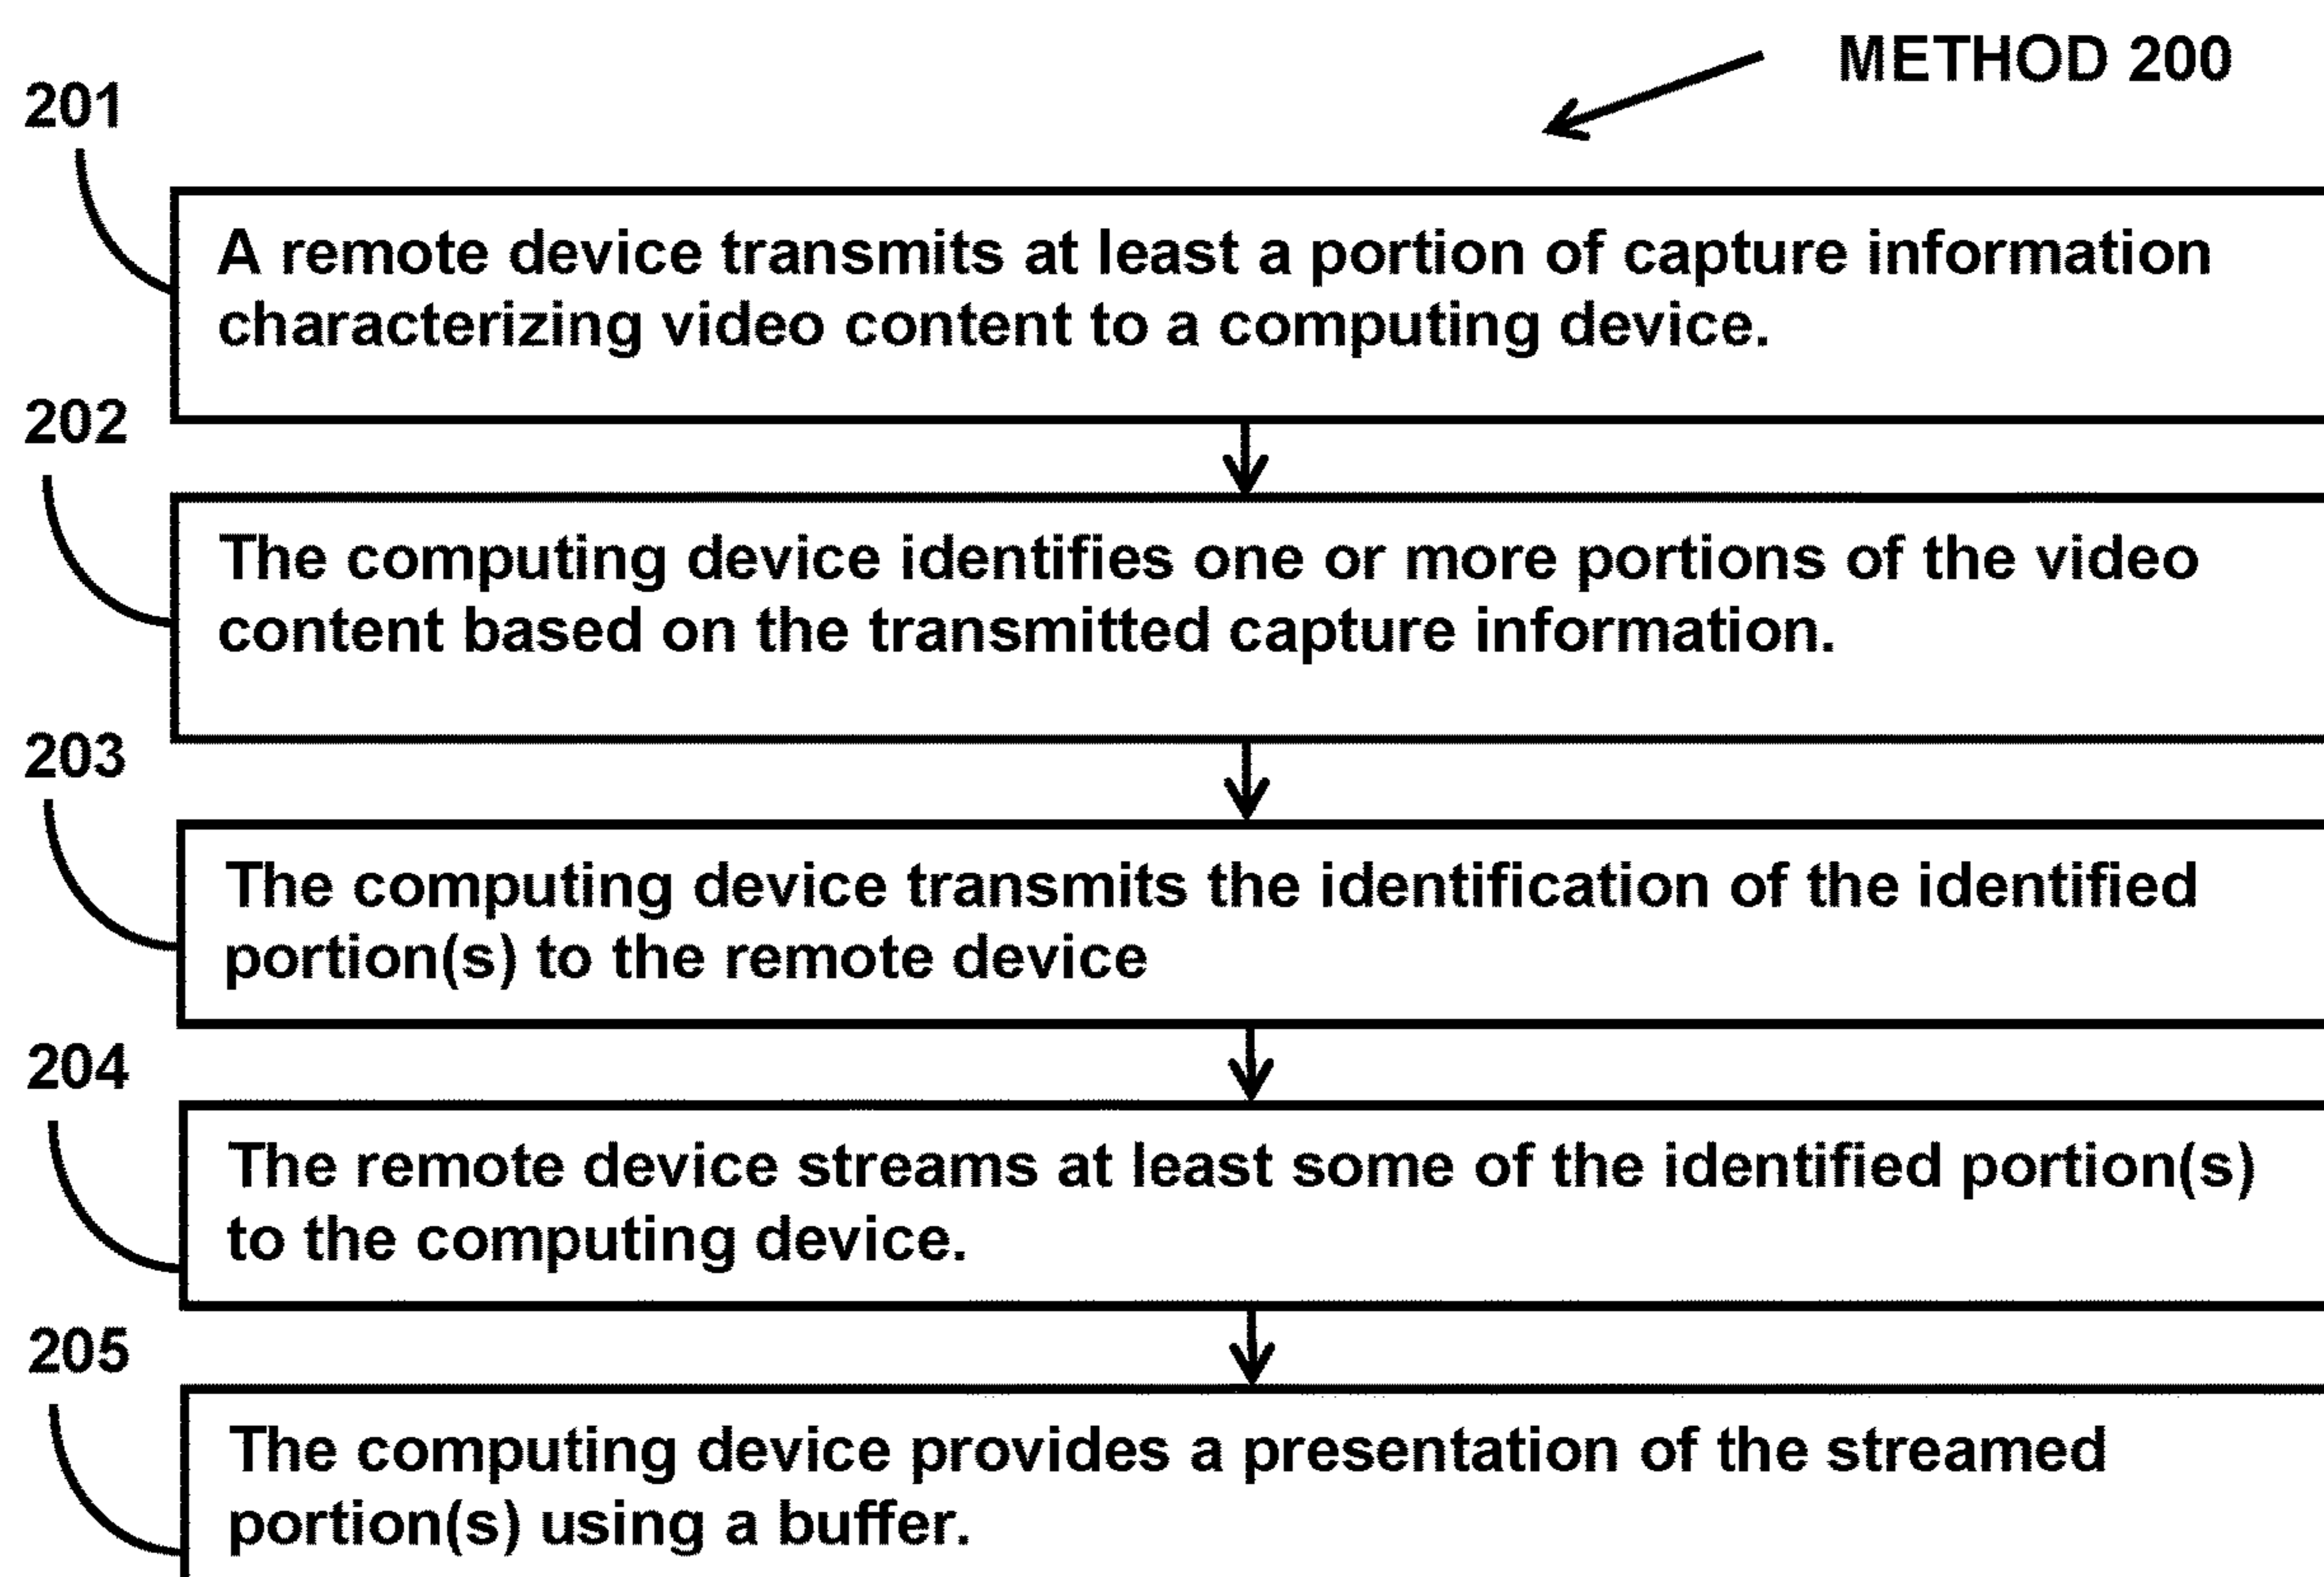 METHOD 200
201
A remote device transmits at least a portion of capture information
characterizing video content to a computing device.
202
The computing device identifies one or more portions of the video
content based on the transmitted capture information.
203
The computing device transmits the identification of the identified
portion(s) to the remote device
204
The remote device streams at least some of the identified portion(s)
to the computing device.
205
The computing device provides a presentation of the streamed
portion(s) using a buffer.